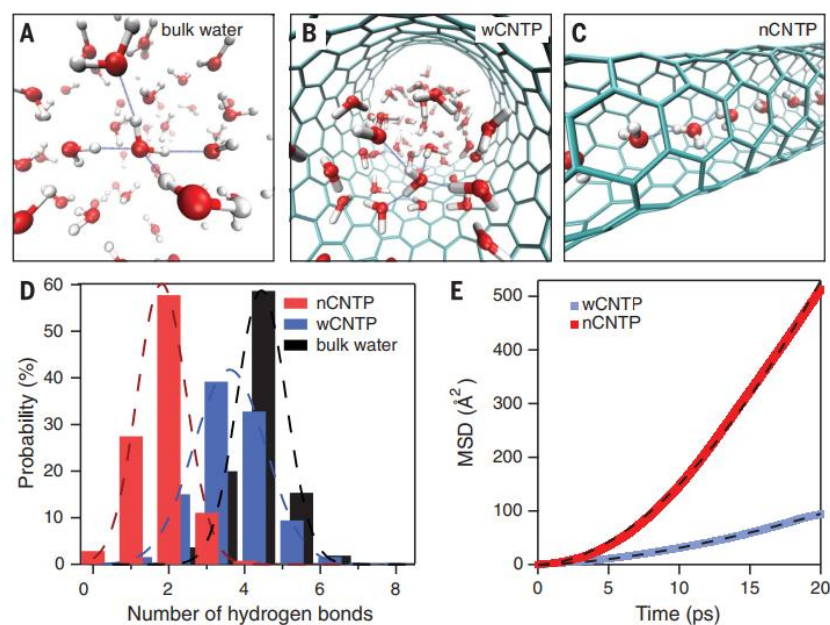 A
bulk water
B
wCNTP
C
nCNTP
D
60
50
40
30
20
10
0
Probability (%)
nCNTP
wCNTP
bulk water
0
2
4
6
8
Number of hydrogen bonds
E
500
400
300
200
100
0
MSD (Å²)
wCNTP
nCNTP
0
5
10
15
20
Time (ps)